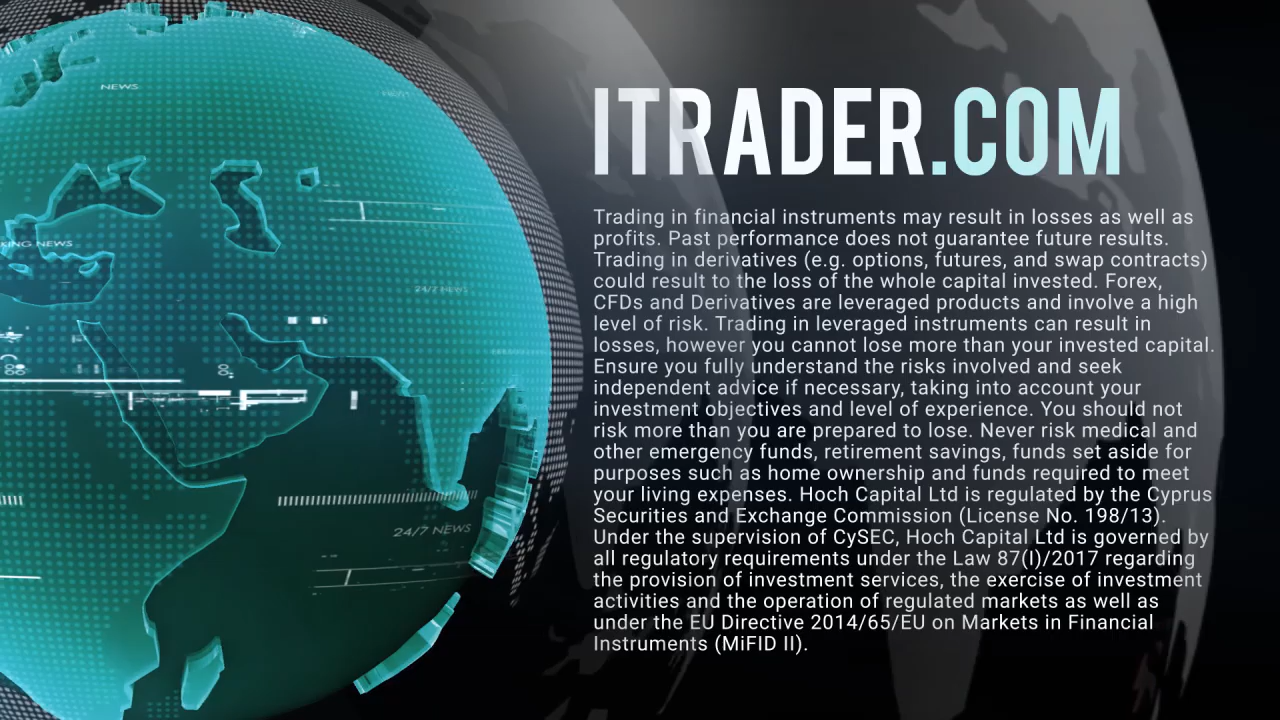 NEWS
KING NEWS
24/7 NEWS
24/7 NEWS
ITRADER.COM
Trading in financial instruments may result in losses as well as
profits. Past performance does not guarantee future results.
Trading in derivatives (e.g. options, futures, and swap contracts)
could result to the loss of the whole capital invested. Forex,
CFDs and Derivatives are leveraged products and involve a high
level of risk. Trading in leveraged instruments can result in
losses, however you cannot lose more than your invested capital.
Ensure you fully understand the risks involved and seek
independent advice if necessary, taking into account your
investment objectives and level of experience. You should not
risk more than you are prepared to lose. Never risk medical and
other emergency funds, retirement savings, funds set aside for
purposes such as home ownership and funds required to meet
your living expenses. Hoch Capital Ltd is regulated by the Cyprus
Securities and Exchange Commission (License No. 198/13).
Under the supervision of CySEC, Hoch Capital Ltd is governed by
all regulatory requirements under the Law 87(I)/2017 regarding
the provision of investment services, the exercise of investment
activities and the operation of regulated markets as well as
under the EU Directive 2014/65/EU on Markets in Financial
Instruments (MiFID II).